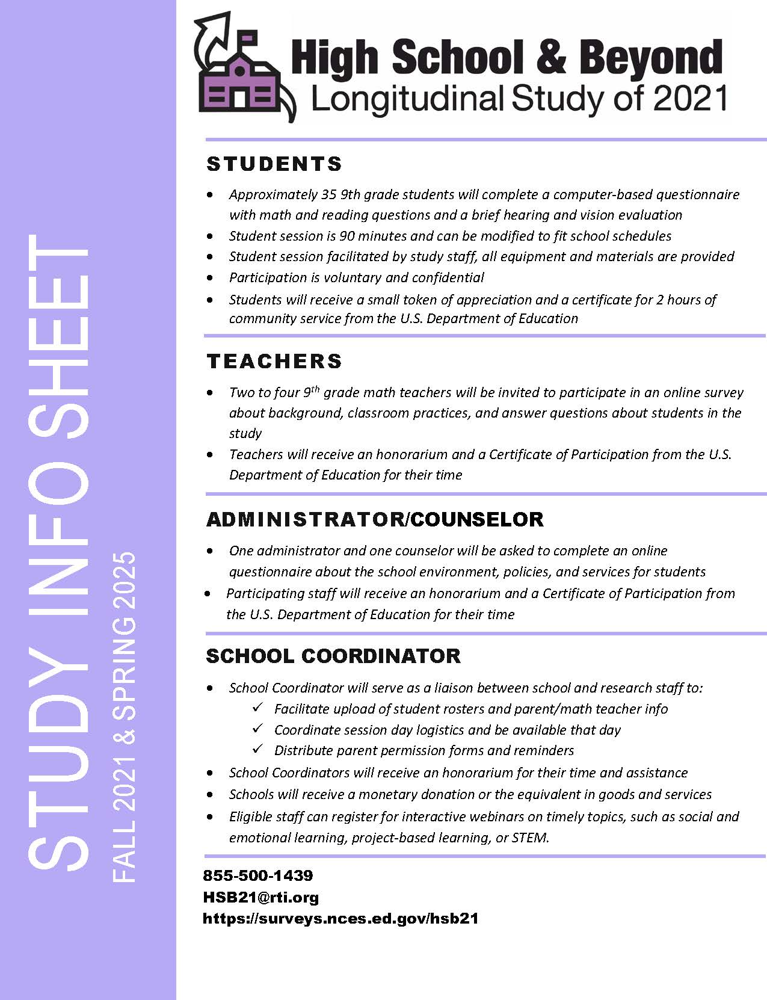 High School & Beyond
Longitudinal Study of 2021
STUDY INFO SHEET
FALL 2021 & SPRING 2025
STUDENTS
• Approximately 35 9th grade students will complete a computer-based questionnaire
with math and reading questions and a brief hearing and vision evaluation
• Student session is 90 minutes and can be modified to fit school schedules
• Student session facilitated by study staff, all equipment and materials are provided
• Participation is voluntary and confidential
• Students will receive a small token of appreciation and a certificate for 2 hours of
community service from the U.S. Department of Education
TEACHERS
• Two to four 9th grade math teachers will be invited to participate in an online survey
about background, classroom practices, and answer questions about students in the
study
• Teachers will receive an honorarium and a Certificate of Participation from the U.S.
Department of Education for their time
ADMINISTRATOR/COUNSELOR
• One administrator and one counselor will be asked to complete an online
questionnaire about the school environment, policies, and services for students
• Participating staff will receive an honorarium and a Certificate of Participation from
the U.S. Department of Education for their time
SCHOOL COORDINATOR
• School Coordinator will serve as a liaison between school and research staff to:
✓ Facilitate upload of student rosters and parent/math teacher info
✓ Coordinate session day logistics and be available that day
✓ Distribute parent permission forms and reminders
• School Coordinators will receive an honorarium for their time and assistance
• Schools will receive a monetary donation or the equivalent in goods and services
• Eligible staff can register for interactive webinars on timely topics, such as social and
emotional learning, project-based learning, or STEM.
855-500-1439
HSB21@rti.org
https://surveys.nces.ed.gov/hsb21